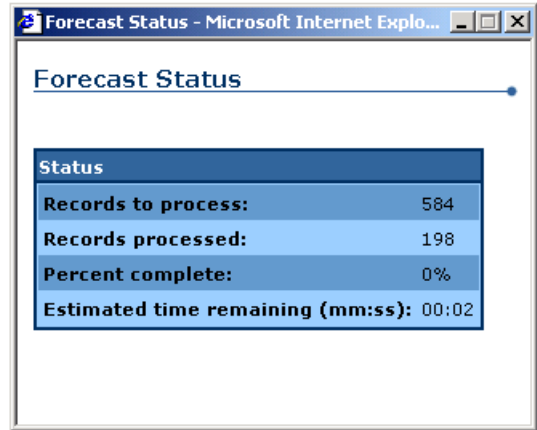 Forecast Status - Microsoft Internet Explo...
Forecast Status
Status
Records to process: 584
Records processed: 198
Percent complete: 0%
Estimated time remaining (mm:ss): 00:02